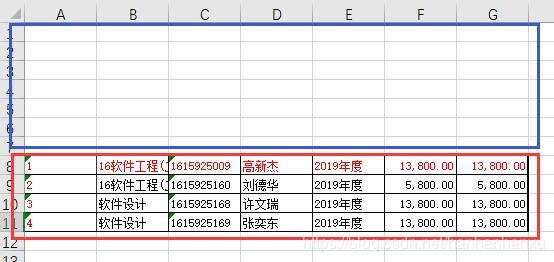 A B C D E F G
1
2
3
4
5
6
7
8 1 16软件工程( 1615925009 高新杰 2019年度 13,800.00 13,800.00
9 2 16软件工程( 1615925160 刘德华 2019年度 5,800.00 5,800.00
10 3 软件设计 1615925168 许文瑞 2019年度 13,800.00 13,800.00
11 4 软件设计 1615925169 张奕东 2019年度 13,800.00 13,800.00
12
13